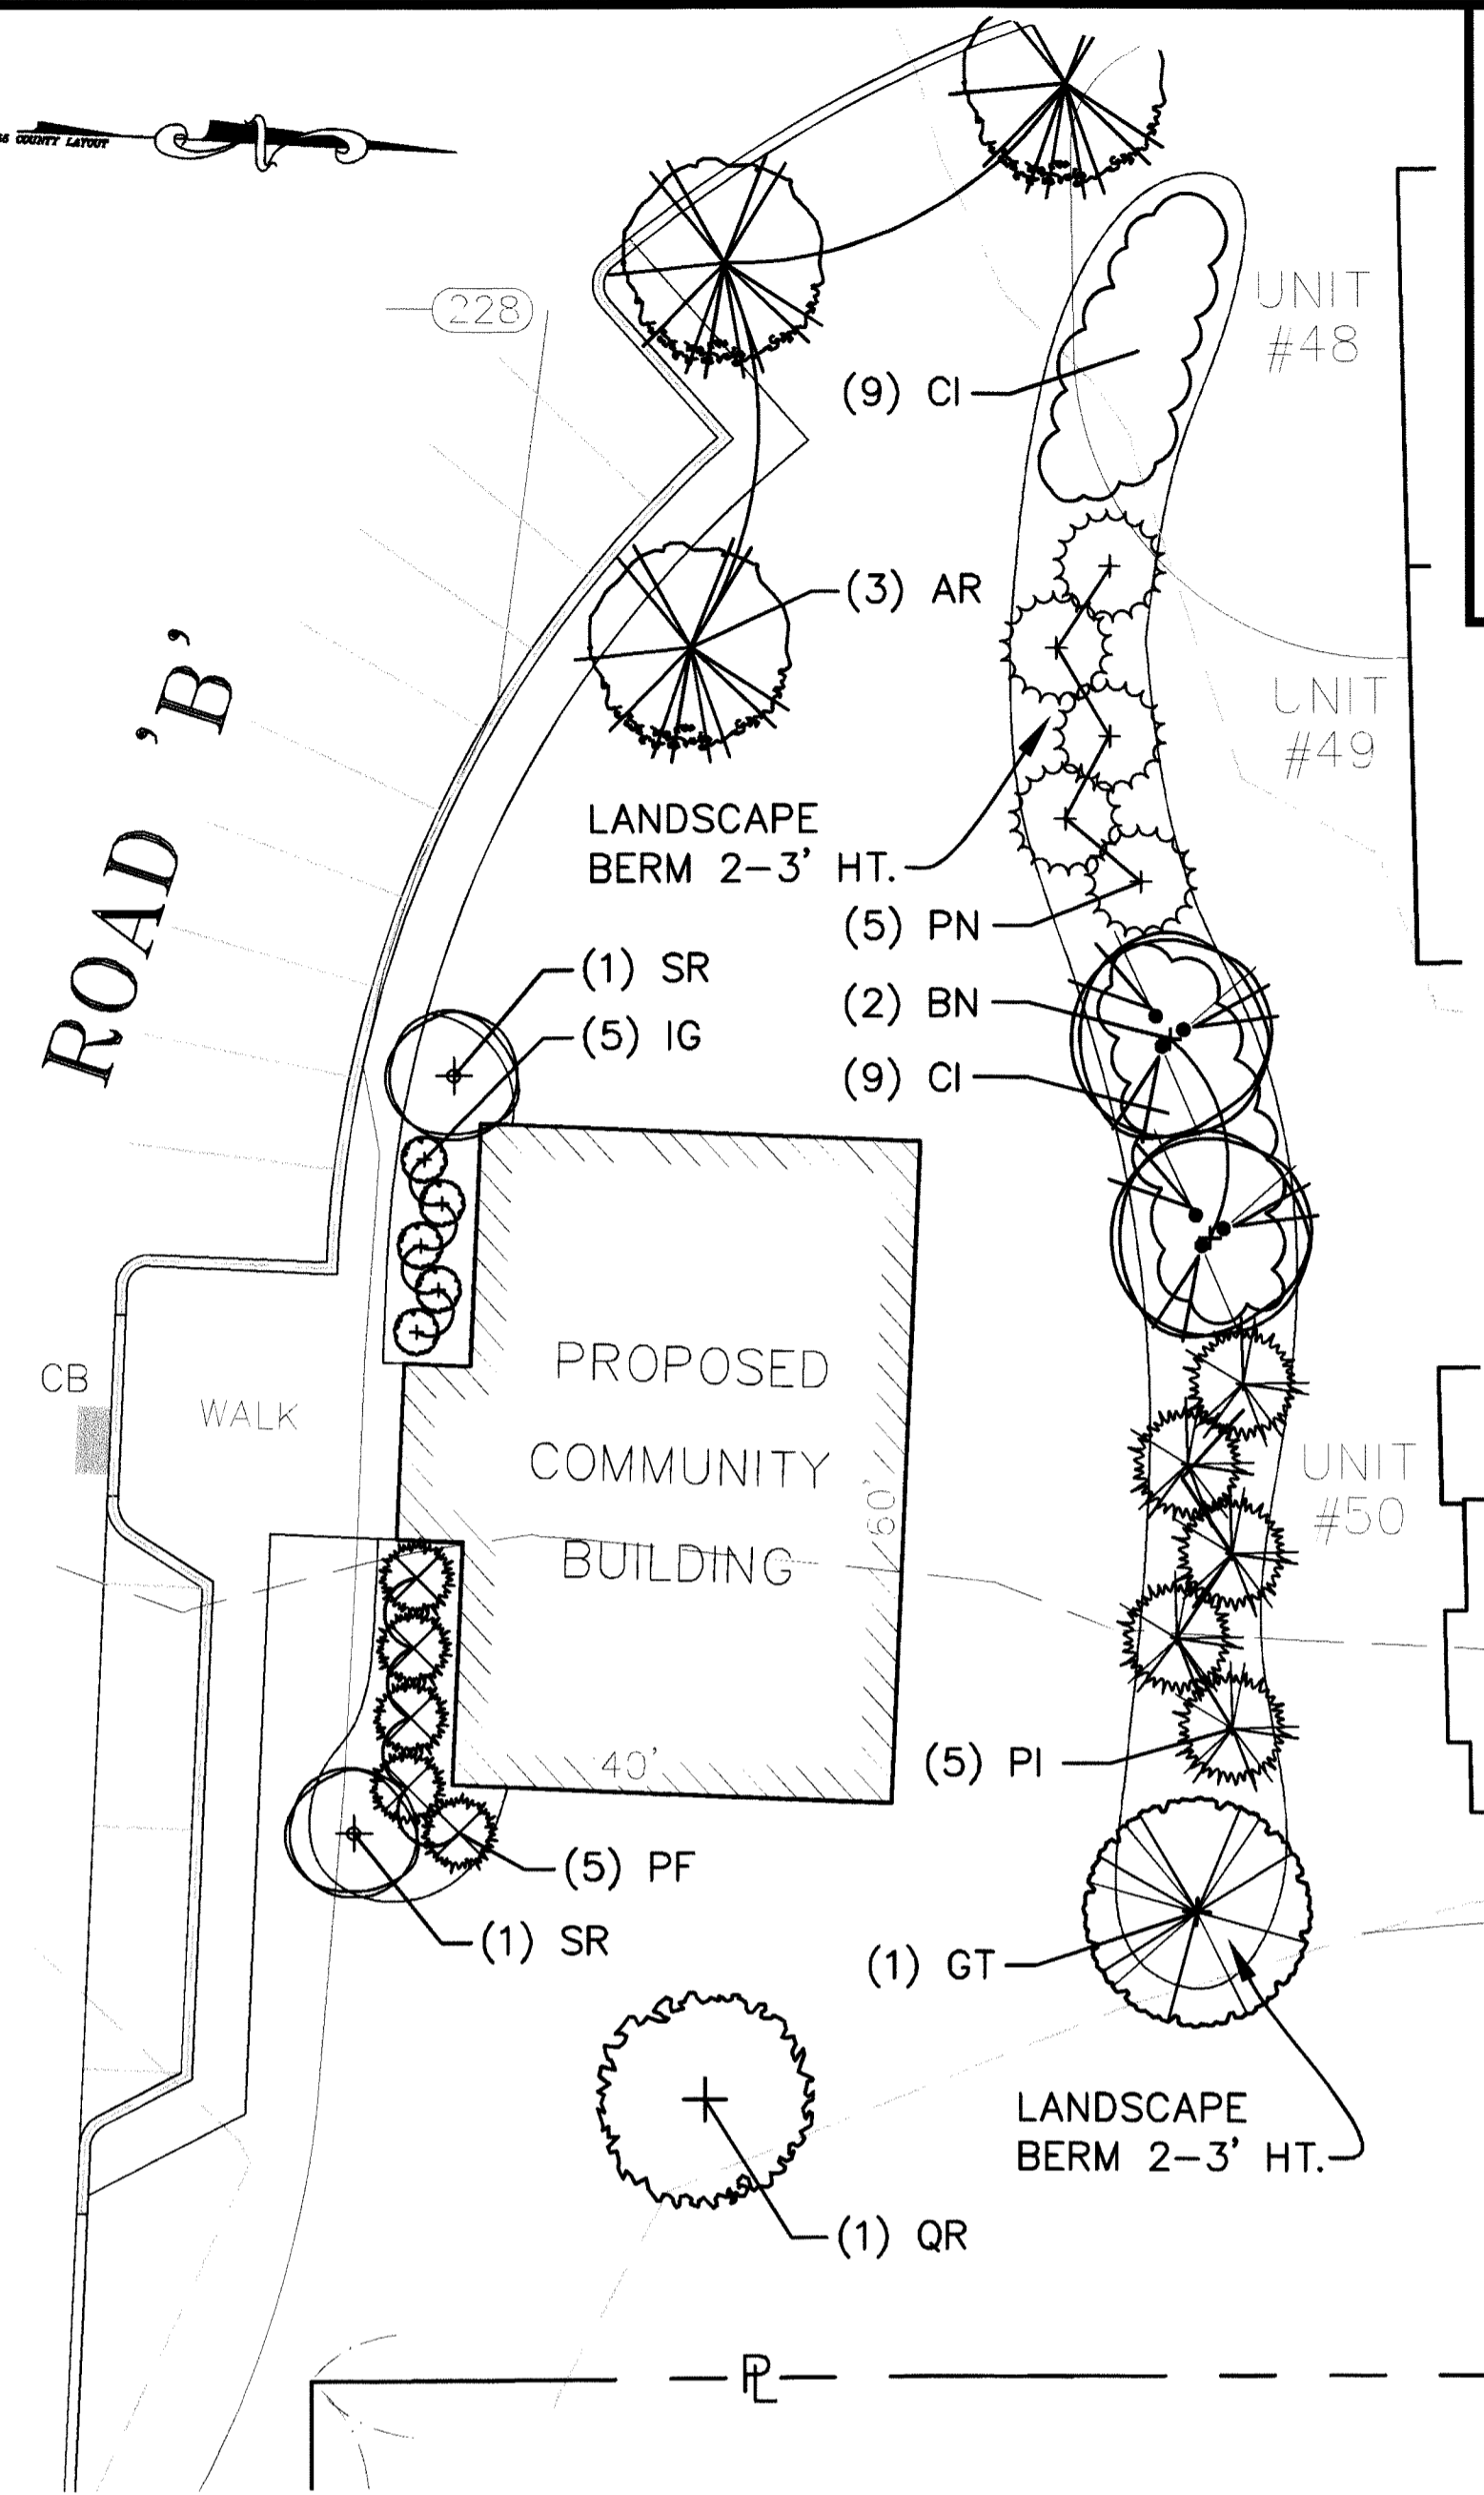 COUNTY LAYOUT
228
UNIT
#48
(9) CI
(3) AR
ROAD 'B'
UNIT
#49
LANDSCAPE
BERM 2-3' HT.
(5) PN
(1) SR
(2) BN
(5) IG
(9) CI
PROPOSED
COMMUNITY
BUILDING
60'
40'
CB
WALK
UNIT
#50
(5) PI
(5) PF
(1) SR
(1) GT
LANDSCAPE
BERM 2-3' HT.
(1) QR
PL